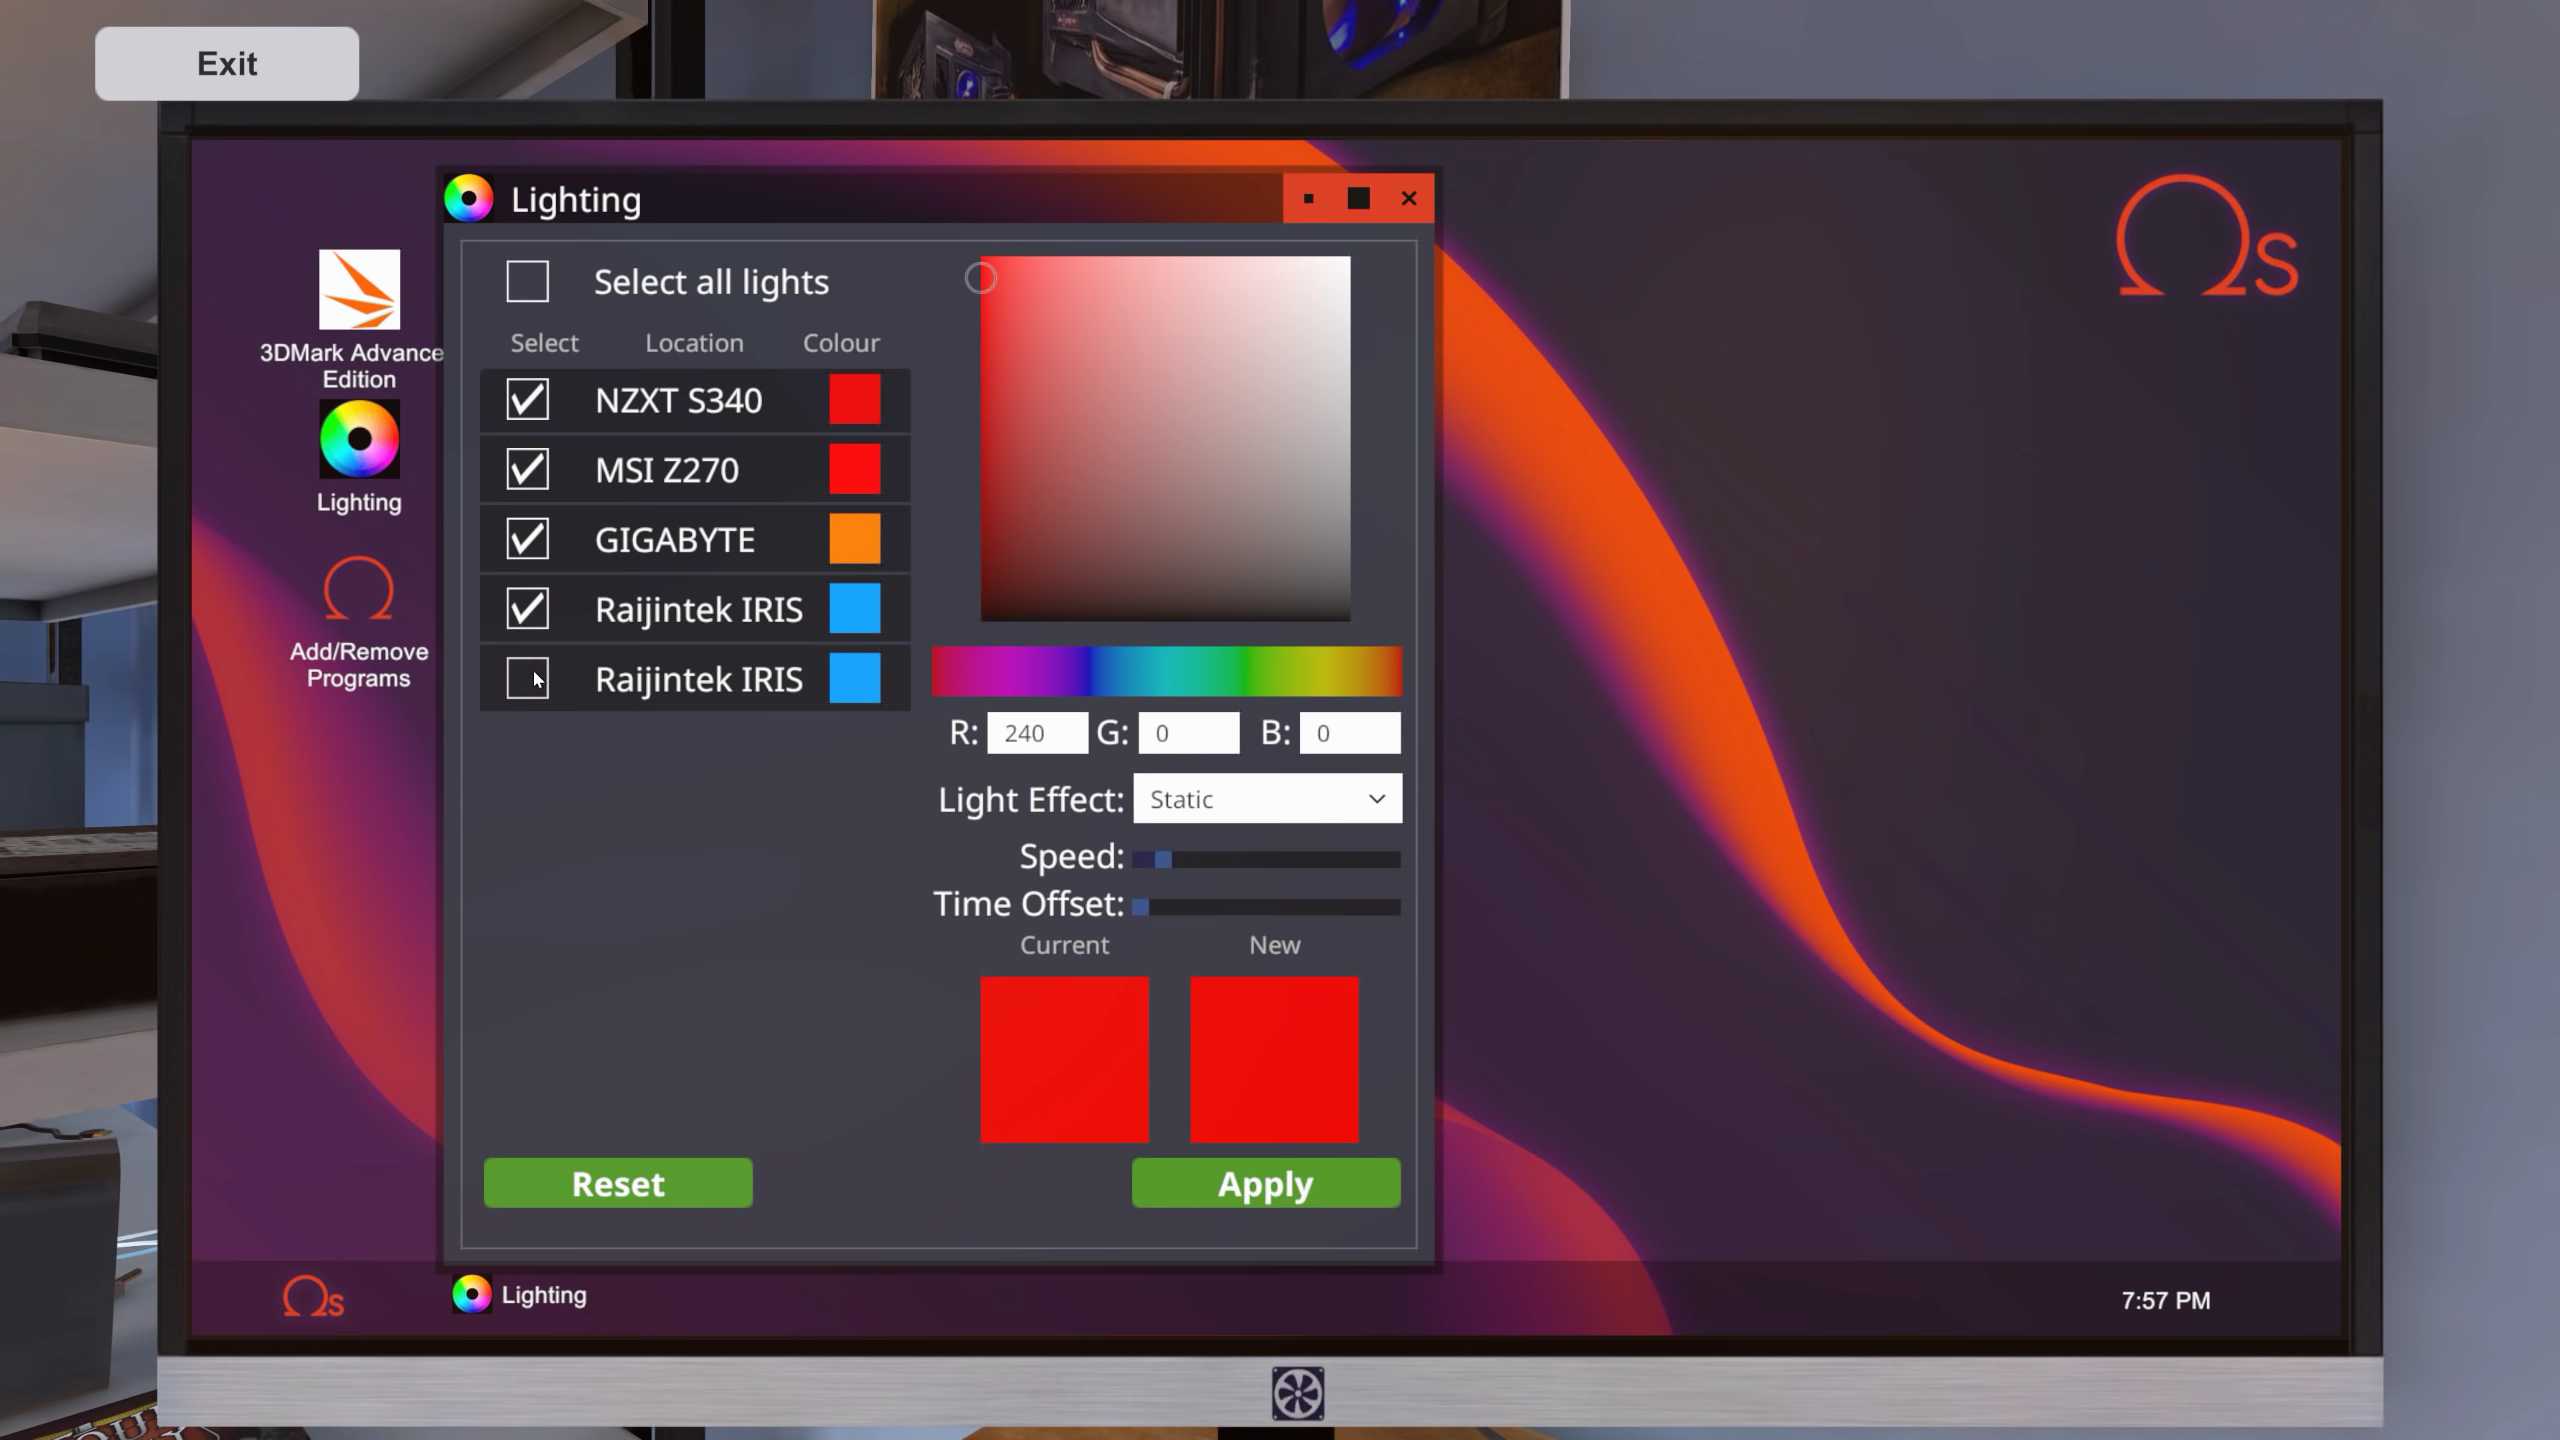 Exit
Lighting
Ωs
3DMark Advance
Edition
Lighting
Add/Remove
Programs
Select all lights
Select Location Colour
NZXT S340
MSI Z270
GIGABYTE
Raijintek IRIS
Raijintek IRIS
R: 240 G: 0 B: 0
Light Effect: Static
Speed:
Time Offset:
Current New
Reset Apply
Ωs Lighting 7:57 PM